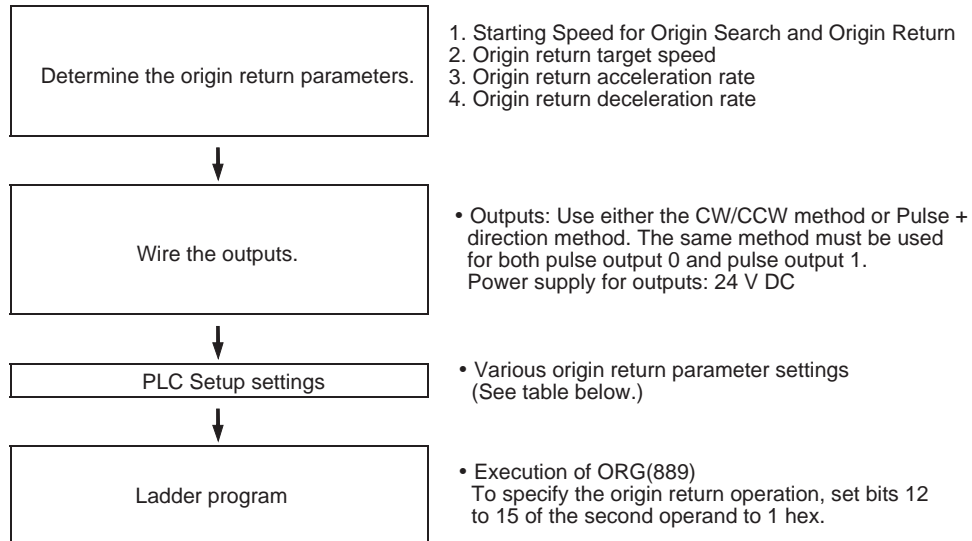 Determine the origin return parameters.
1. Starting Speed for Origin Search and Origin Return
2. Origin return target speed
3. Origin return acceleration rate
4. Origin return deceleration rate
Wire the outputs.
• Outputs: Use either the CW/CCW method or Pulse +
direction method. The same method must be used
for both pulse output 0 and pulse output 1.
Power supply for outputs: 24 V DC
PLC Setup settings
• Various origin return parameter settings
(See table below.)
Ladder program
• Execution of ORG(889)
To specify the origin return operation, set bits 12
to 15 of the second operand to 1 hex.